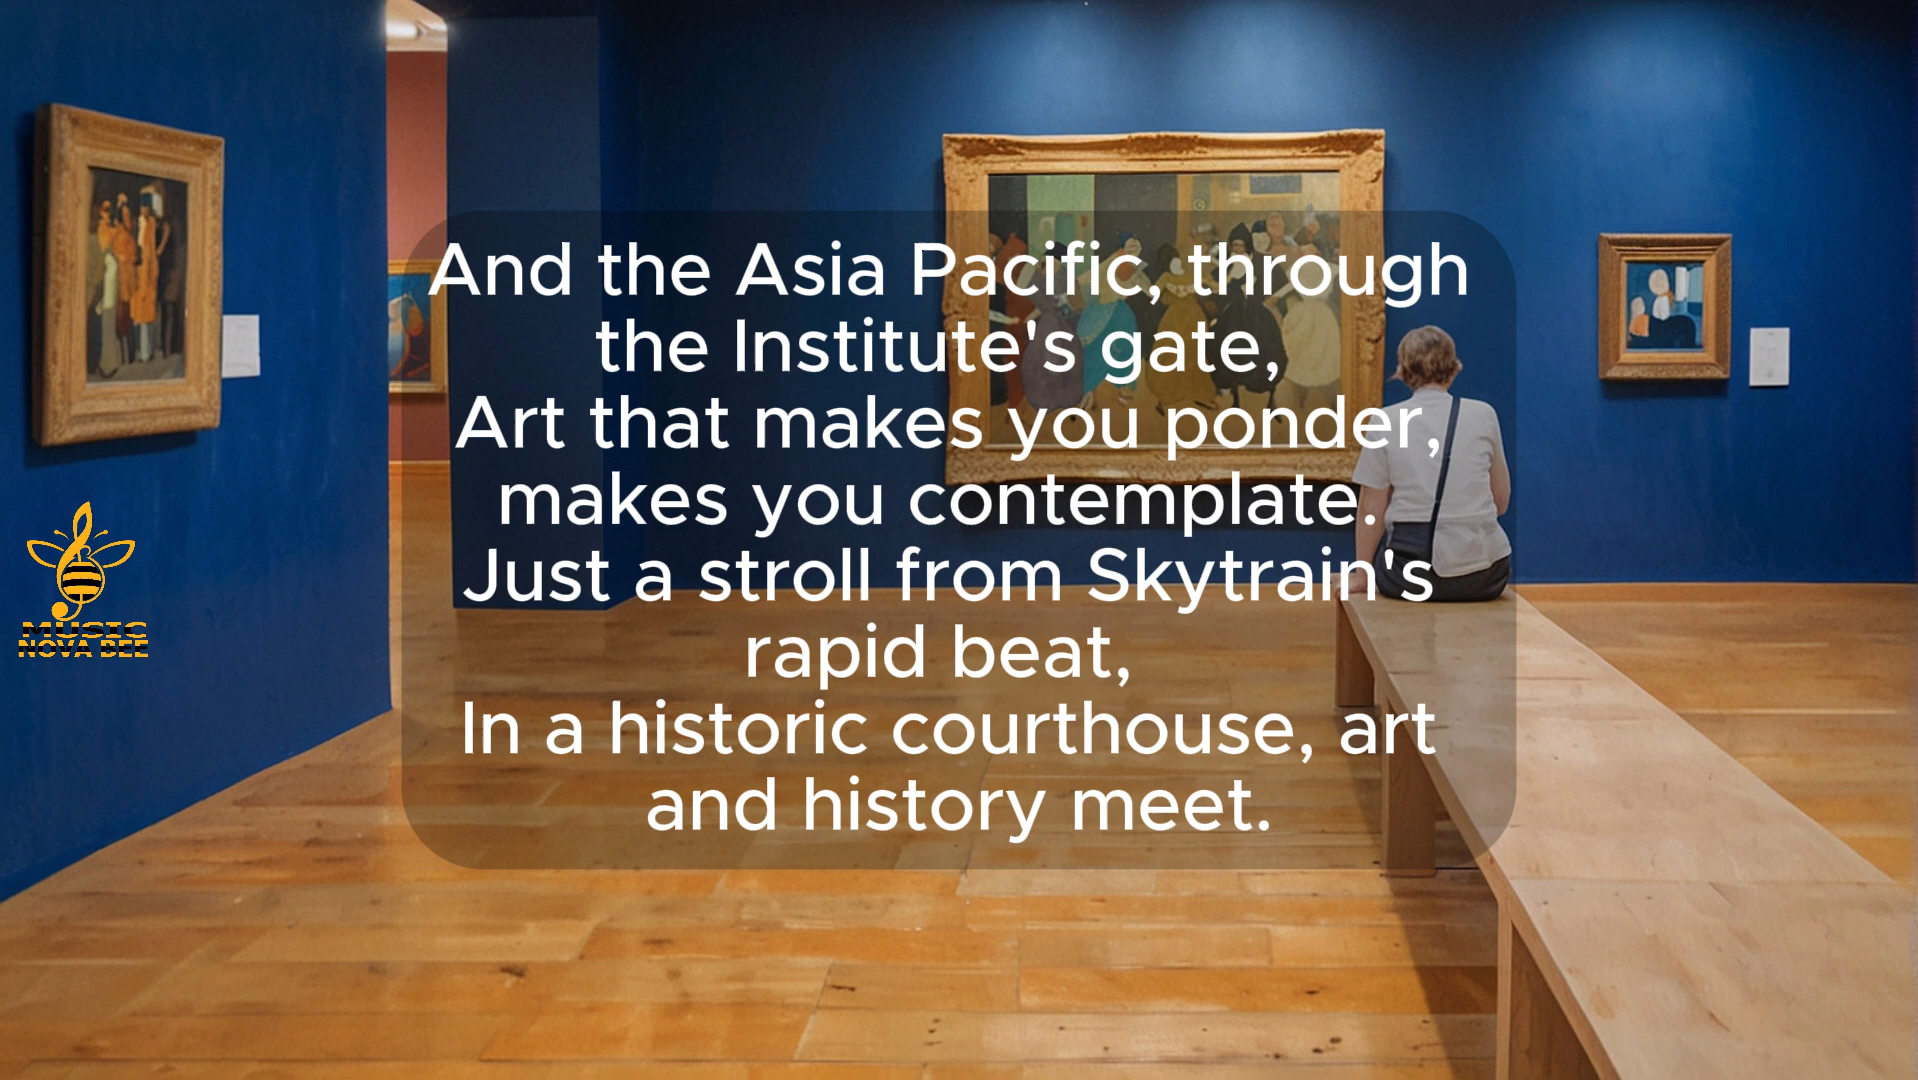 And the Asia Pacific, through
the Institute's gate,
Art that makes you ponder,
makes you contemplate.
Just a stroll from Skytrain's
rapid beat,
In a historic courthouse, art
and history meet.
MUSIC
NOVA BEE